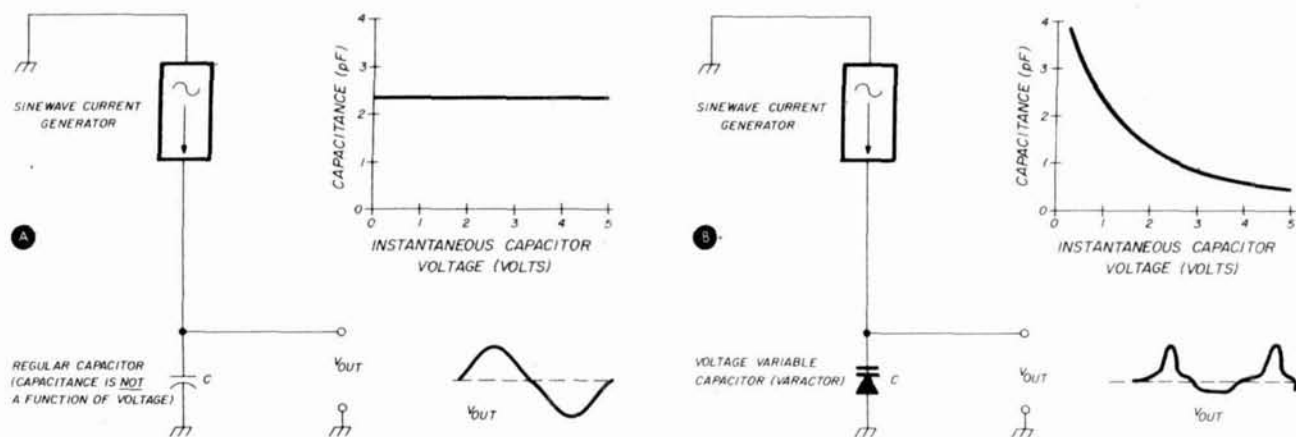 SINEWAVE CURRENT
GENERATOR
CAPACITANCE (pF)
4
3
2
1
0
0 1 2 3 4 5
INSTANTANEOUS CAPACITOR
VOLTAGE (VOLTS)
A
REGULAR CAPACITOR
(CAPACITANCE IS NOT
A FUNCTION OF VOLTAGE)
C
VOUT
VOUT
SINEWAVE CURRENT
GENERATOR
CAPACITANCE (pF)
4
3
2
1
0
0 1 2 3 4 5
INSTANTANEOUS CAPACITOR
VOLTAGE (VOLTS)
B
VOLTAGE VARIABLE
CAPACITOR (VARACTOR)
C
VOUT
VOUT